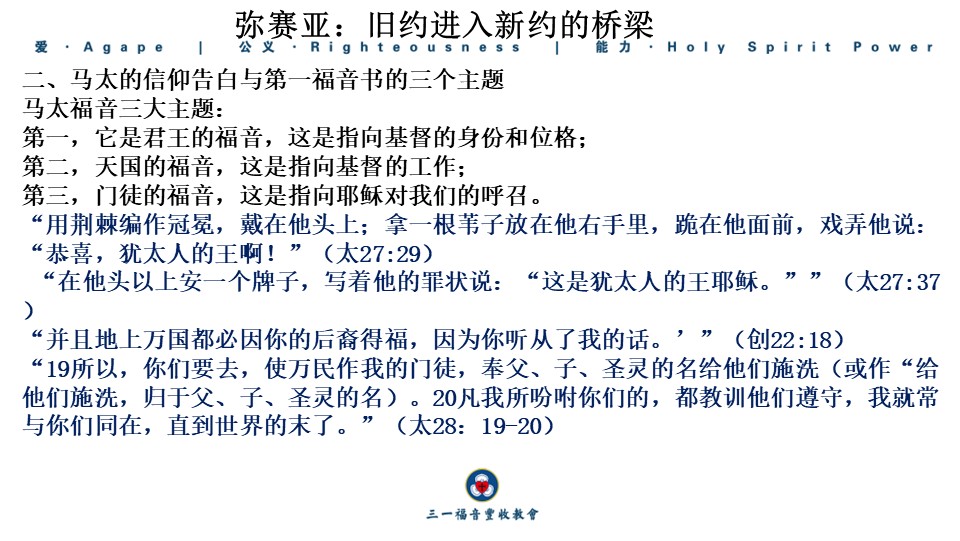 弥赛亚：旧约进入新约的桥梁
爱 · Agape | 公义 · Righteousness | 能力 · Holy Spirit Power
二、马太的信仰告白与第一福音书的三个主题
马太福音三大主题：
第一，它是君王的福音，这是指向基督的身份和位格；
第二，天国的福音，这是指向基督的工作；
第三，门徒的福音，这是指向耶稣对我们的呼召。
“用荆棘编作冠冕，戴在他头上；拿一根苇子放在他右手里，跪在他面前，戏弄他说：
“恭喜，犹太人的王啊！”（太27:29）
“在他头以上安一个牌子，写着他的罪状说：“这是犹太人的王耶稣。””（太27:37
）
“并且地上万国都必因你的后裔得福，因为你听从了我的话。’”（创22:18）
“19所以，你们要去，使万民作我的门徒，奉父、子、圣灵的名给他们施洗（或作“给
他们施洗，归于父、子、圣灵的名）。20凡我所吩咐你们的，都教训他们遵守，我就常
与你们同在，直到世界的末了。”（太28：19-20）
三一福音豐收教會